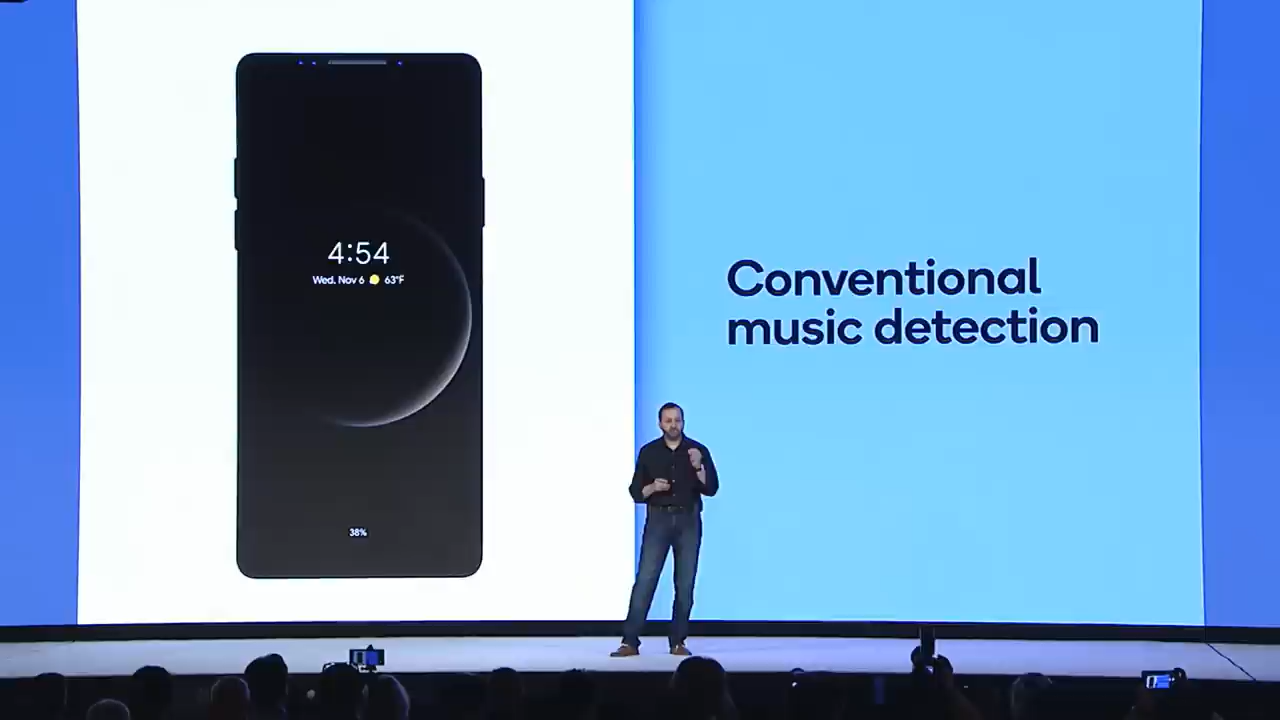 4:54
Wed, Nov 6 63°F
38%
Conventional
music detection